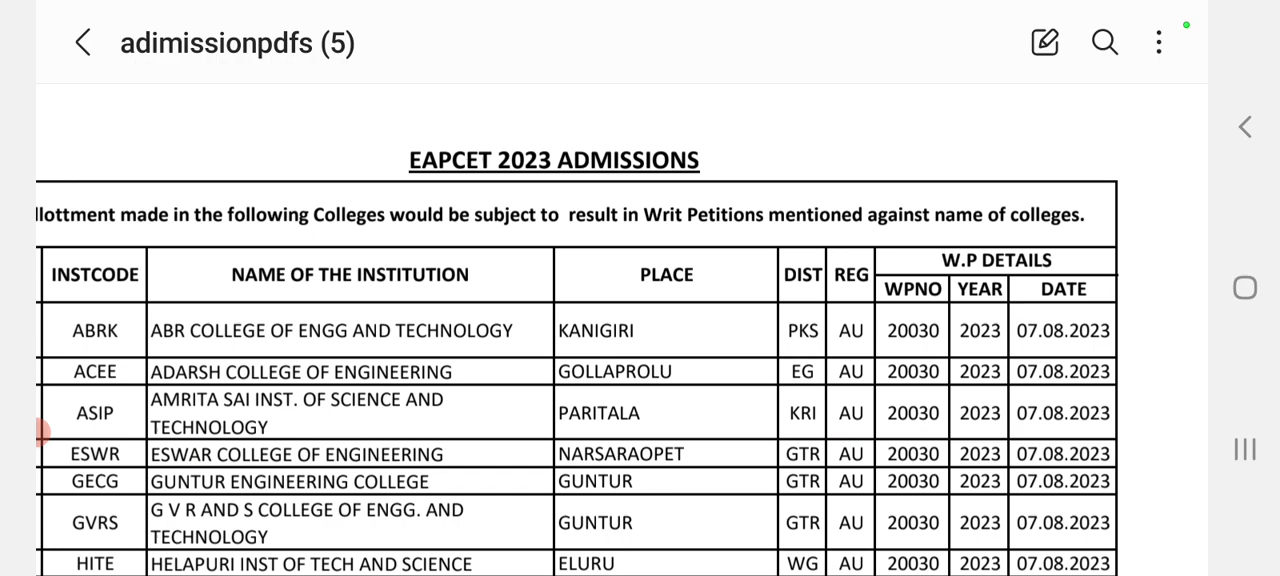 adimissionpdfs (5)
EAPCET 2023 ADMISSIONS
llottment made in the following Colleges would be subject to result in Writ Petitions mentioned against name of colleges.
INSTCODE NAME OF THE INSTITUTION PLACE DIST REG W.P DETAILS
WPNO YEAR DATE
ABRK ABR COLLEGE OF ENGG AND TECHNOLOGY KANIGIRI PKS AU 20030 2023 07.08.2023
ACEE ADARSH COLLEGE OF ENGINEERING GOLLAPROLU EG AU 20030 2023 07.08.2023
ASIP AMRITA SAI INST. OF SCIENCE AND
TECHNOLOGY PARITALA KRI AU 20030 2023 07.08.2023
ESWR ESWAR COLLEGE OF ENGINEERING NARSARAOPET GTR AU 20030 2023 07.08.2023
GECG GUNTUR ENGINEERING COLLEGE GUNTUR GTR AU 20030 2023 07.08.2023
GVRS G V R AND S COLLEGE OF ENGG. AND
TECHNOLOGY GUNTUR GTR AU 20030 2023 07.08.2023
HITE HELAPURI INST OF TECH AND SCIENCE ELURU WG AU 20030 2023 07.08.2023